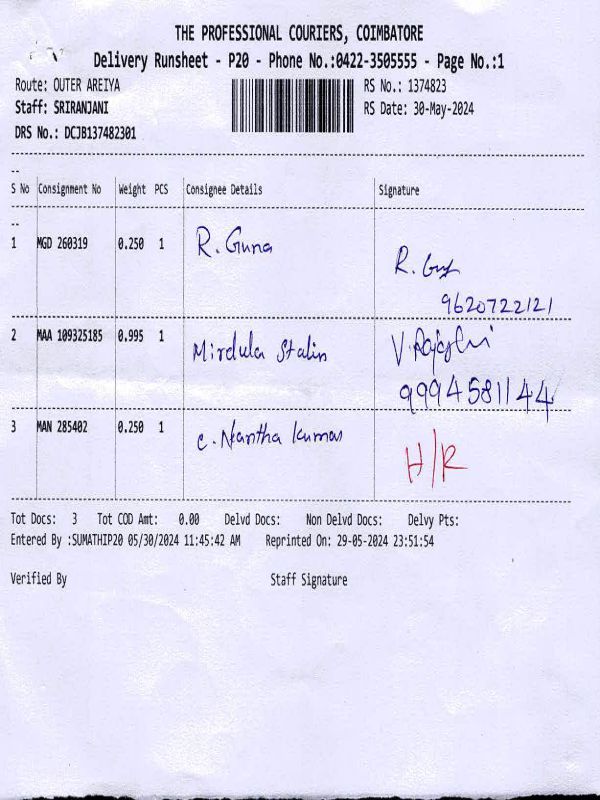 THE PROFESSIONAL COURIERS, COIMBATORE
Delivery Runsheet - P20 - Phone No.:0422-3505555 - Page No.:1
Route: OUTER AREIYA RS No.: 1374823
Staff: SRIRANJANI RS Date: 30-May-2024
DRS No.: DCJB137482301
--
S No Consignment No Weight PCS Consignee Details Signature
--
1 MGD 260319 0.250 1 R. Guna
R. Guy
9620722121
2 MAA 109325185 0.995 1 Mirdula Stalin V.
9994581144
3 MAN 285402 0.250 1 C. Nantha Kumar H/R
Tot Docs: 3 Tot COD Amt: 0.00 Delvd Docs: Non Delvd Docs: Delvy Pts:
Entered By :SUMATHIP20 05/30/2024 11:45:42 AM Reprinted On: 29-05-2024 23:51:54
Verified By Staff Signature